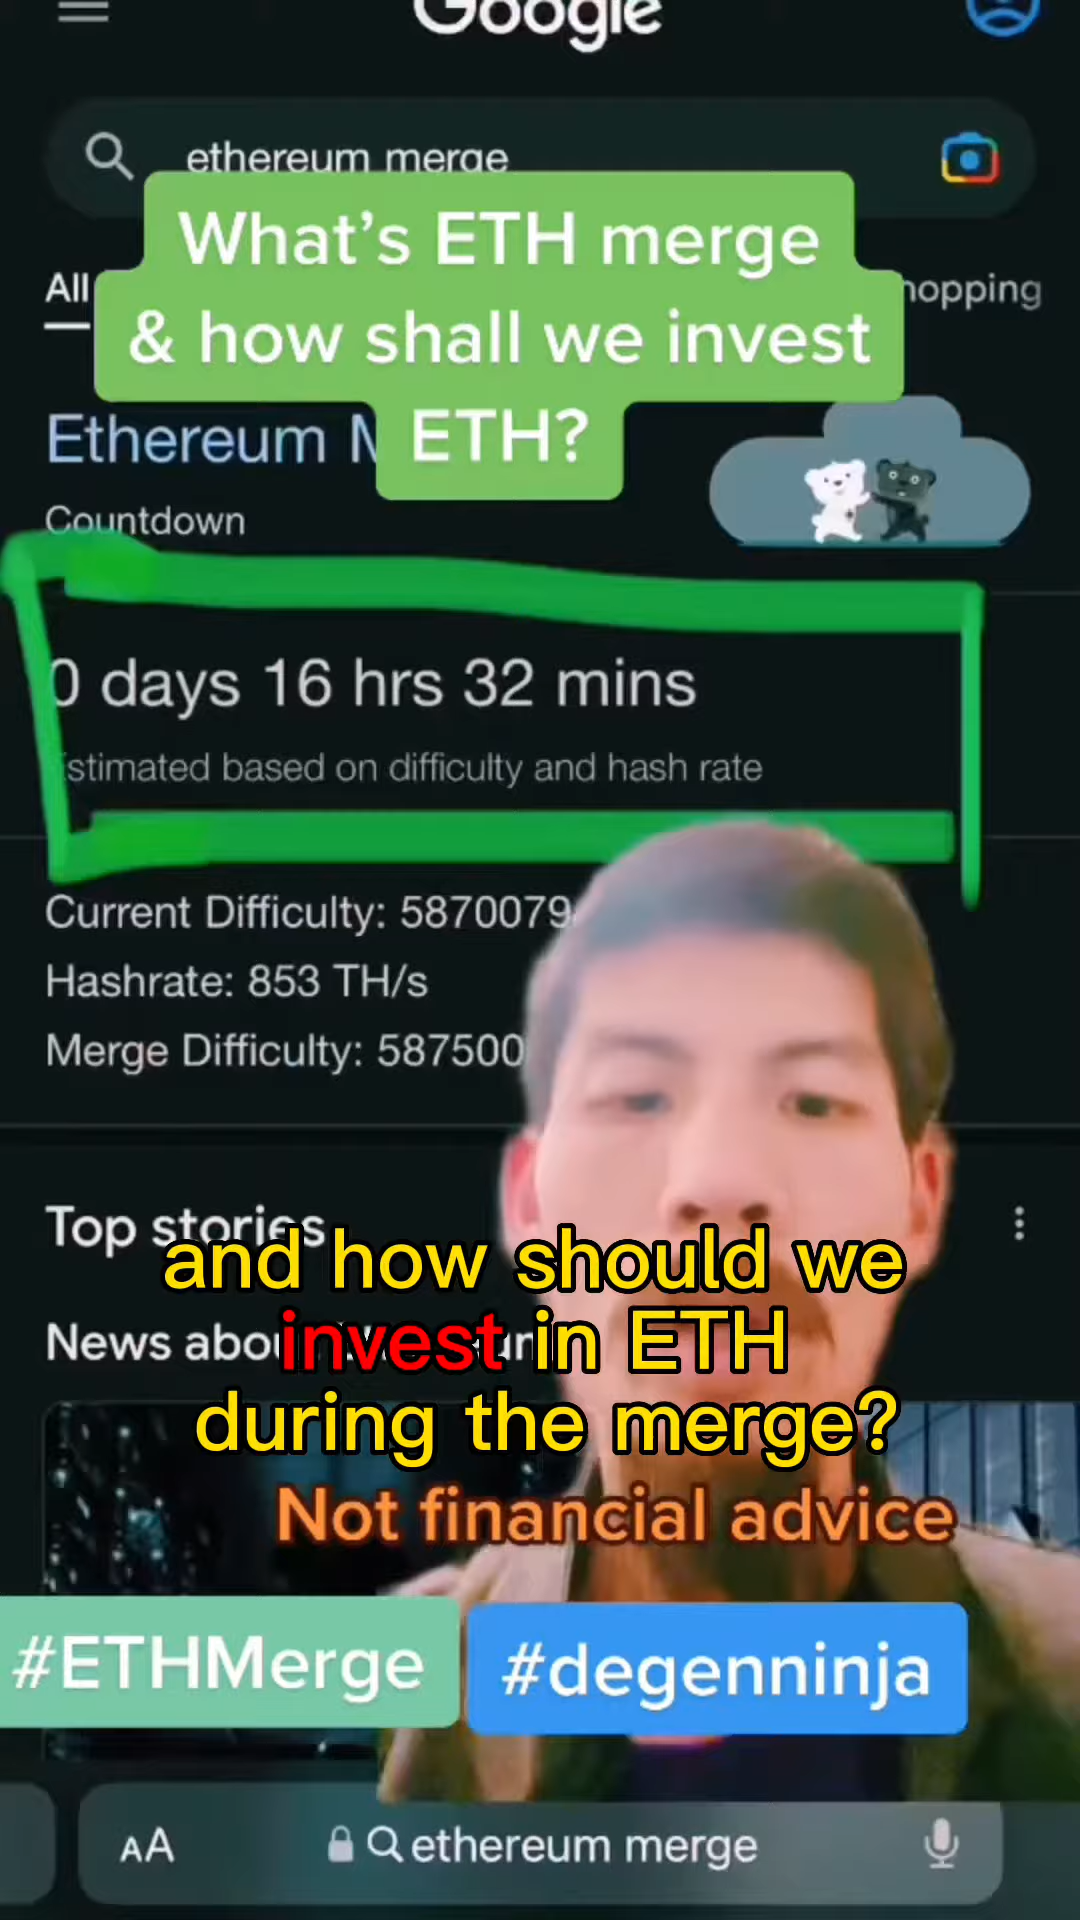 Google
ethereum merge
What's ETH merge
& how shall we invest
ETH?
All
hopping
Ethereum M
Countdown
0 days 16 hrs 32 mins
stimated based on difficulty and hash rate
Current Difficulty: 5870079
Hashrate: 853 TH/s
Merge Difficulty: 587500
Top stories
and how should we
News abou
invest in ETH
during the merge?
Not financial advice
#ETHMerge
#degenninja
AA
ethereum merge